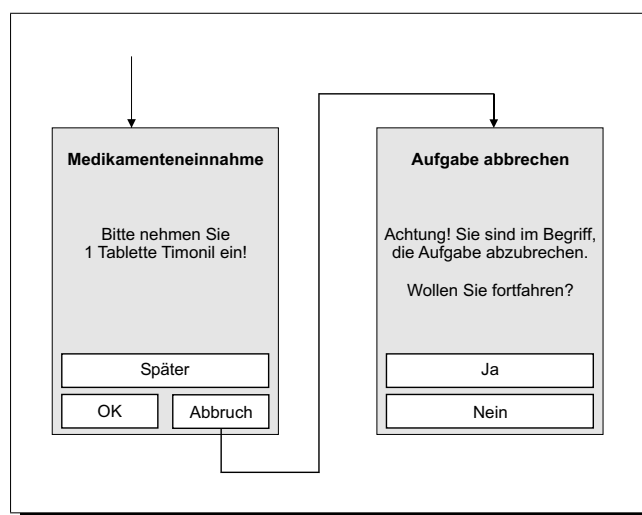 Medikamenteneinnahme
Bitte nehmen Sie
1 Tablette Timonil ein!
Später
OK
Abbruch
Aufgabe abbrechen
Achtung! Sie sind im Begriff,
die Aufgabe abzubrechen.
Wollen Sie fortfahren?
Ja
Nein